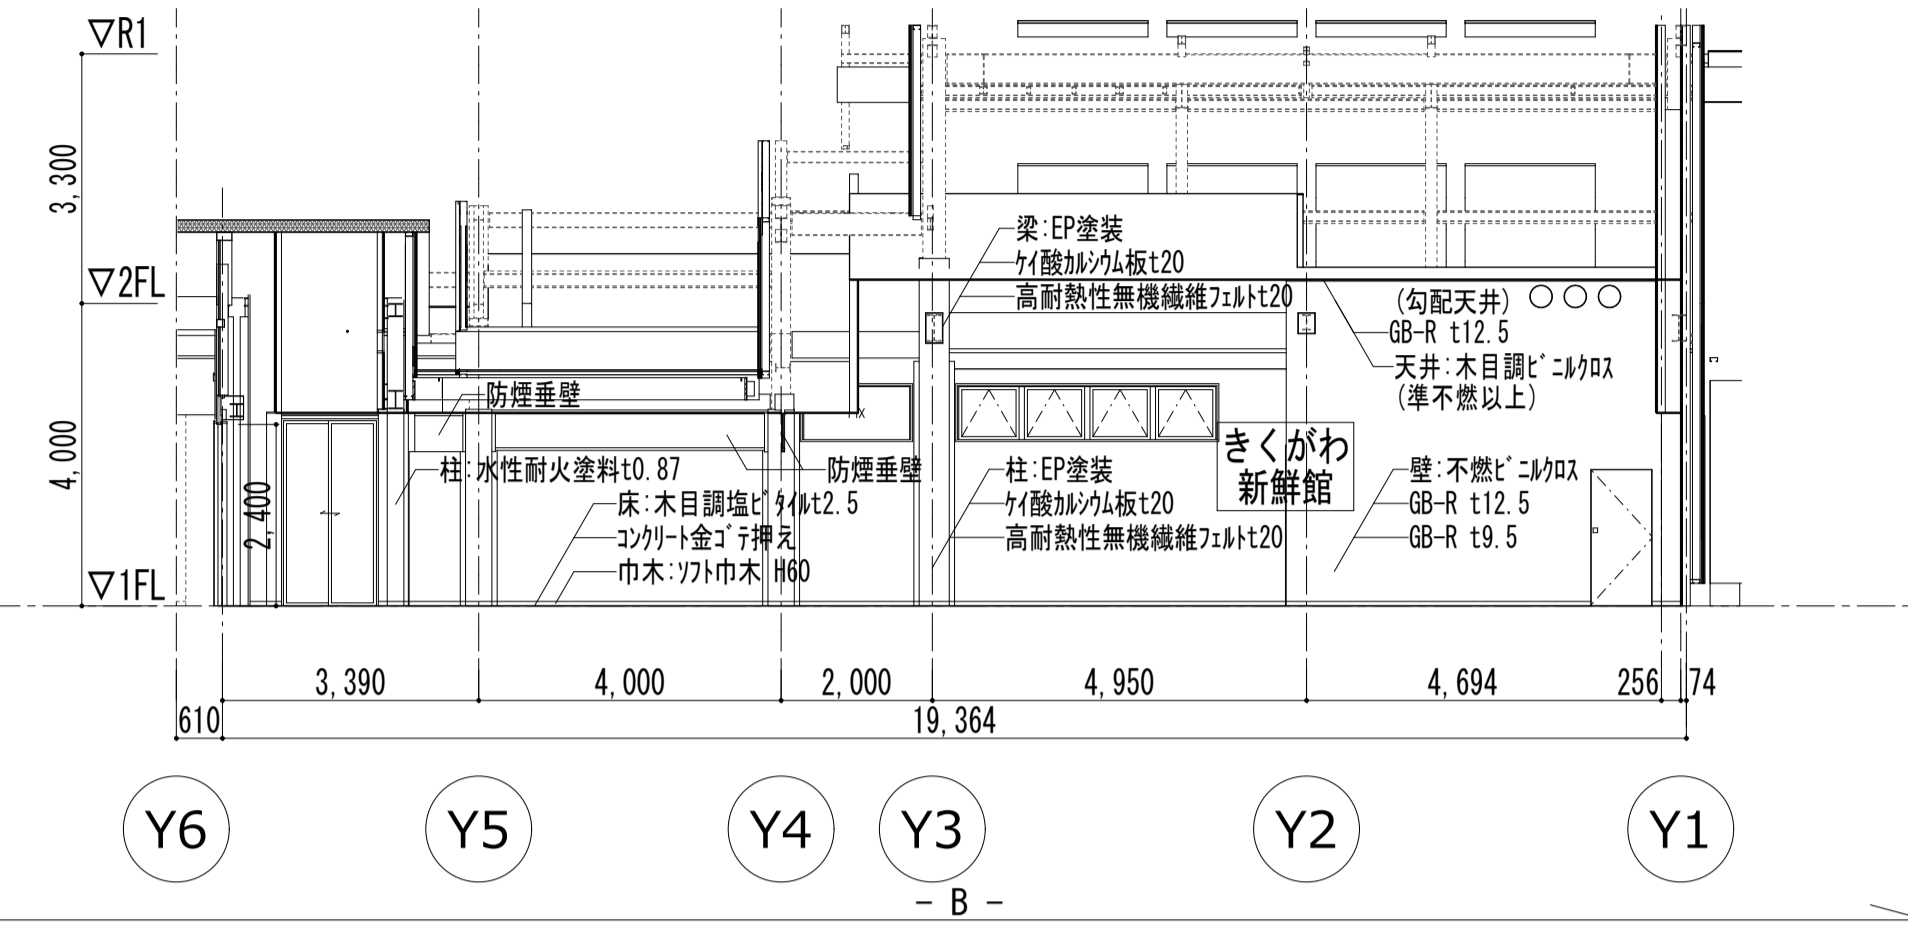 ▽R1
3,300
▽2FL
4,000
▽1FL
2,400
梁:EP塗装
ケイ酸カルシウム板t20
高耐熱性無機繊維フェルトt20
(勾配天井)
GB-R t12.5
天井:木目調ビニルクロス
(準不燃以上)
防煙垂壁
柱:水性耐火塗料t0.87
防煙垂壁
床:木目調塩ビタイルt2.5
コンクリート金ゴテ押え
巾木:ソフト巾木 H60
柱:EP塗装
ケイ酸カルシウム板t20
高耐熱性無機繊維フェルトt20
きくがわ
新鮮館
壁:不燃ビニルクロス
GB-R t12.5
GB-R t9.5
3,390 4,000 2,000 4,950 4,694 256 74
610 19,364
Y6 Y5 Y4 Y3 Y2 Y1
- B -